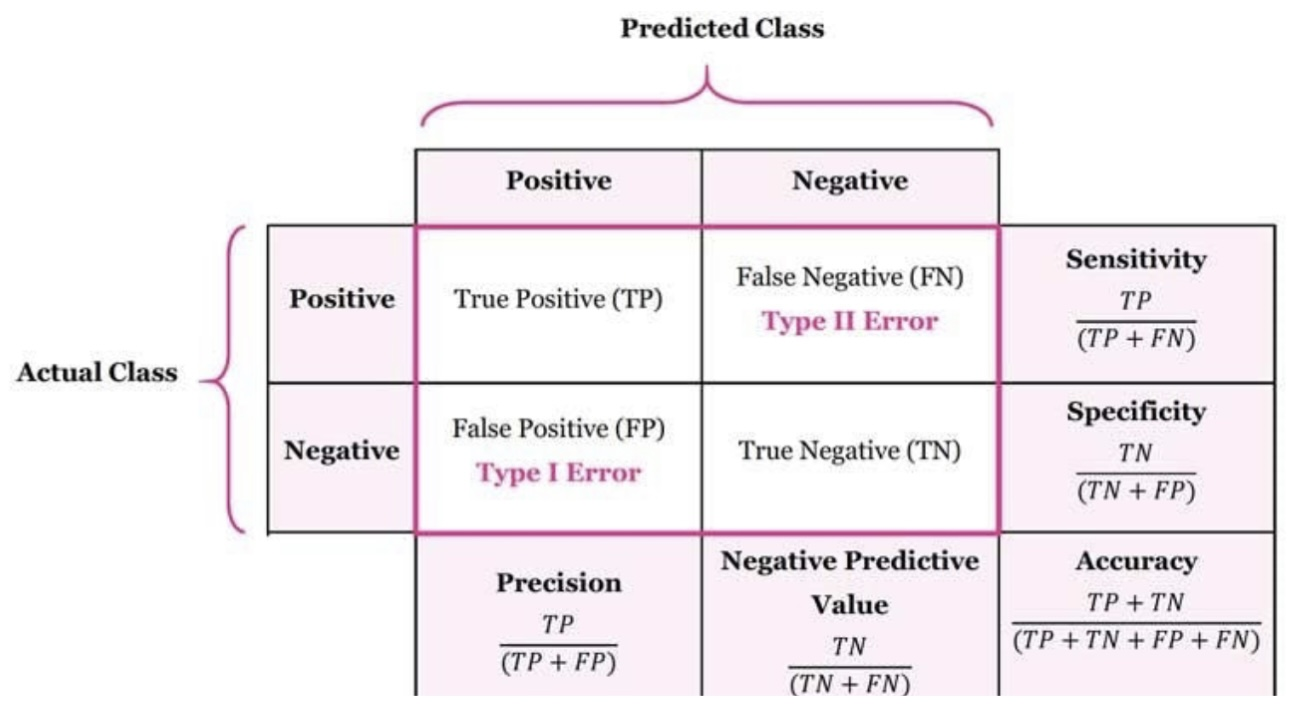 Predicted Class
Positive
Negative
Actual Class
Positive
True Positive (TP)
False Negative (FN)
Type II Error
Sensitivity
TP
(TP + FN)
Negative
False Positive (FP)
Type I Error
True Negative (TN)
Specificity
TN
(TN + FP)
Precision
TP
(TP + FP)
Negative Predictive
Value
TN
(TN + FN)
Accuracy
TP + TN
(TP + TN + FP + FN)